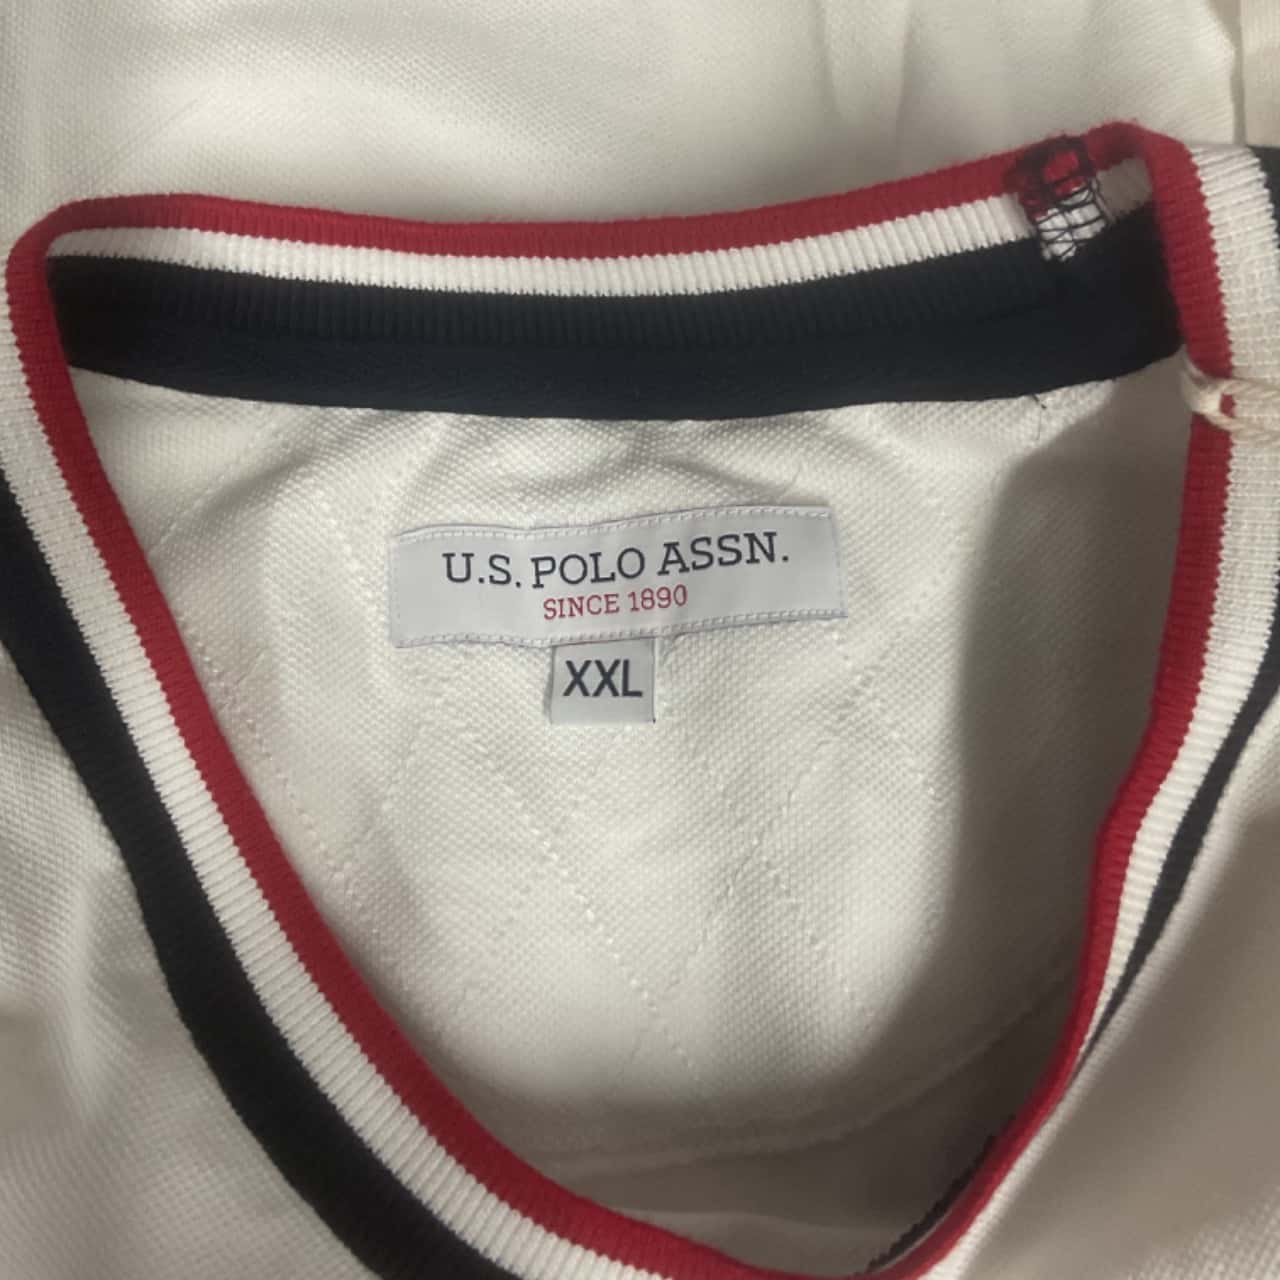 U.S. POLO ASSN.
SINCE 1890
XXL